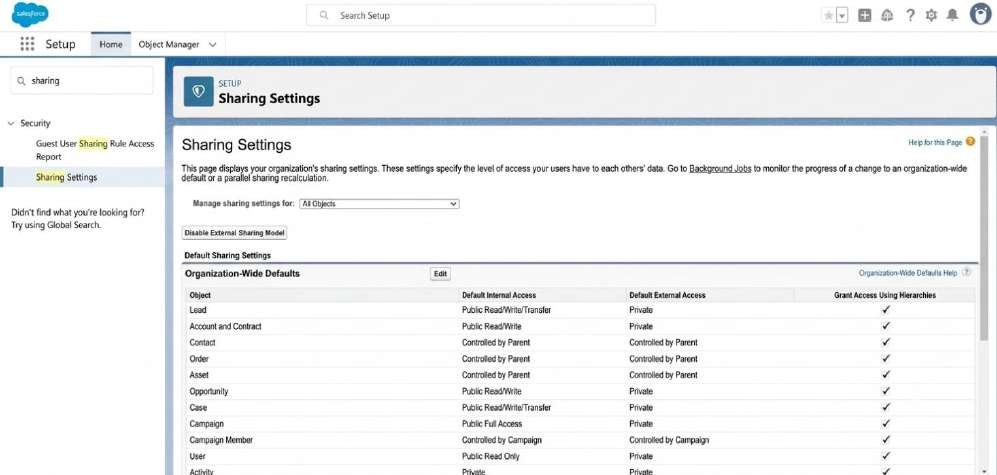 salesforce
Search Setup
Setup
Home
Object Manager
sharing
Security
Guest User Sharing Rule Access
Report
Sharing Settings
Didn't find what you're looking for?
Try using Global Search.
SETUP
Sharing Settings
Sharing Settings
Help for this Page
This page displays your organization's sharing settings. These settings specify the level of access your users have to each others' data. Go to Background Jobs to monitor the progress of a change to an organization-wide
default or a parallel sharing recalculation.
Manage sharing settings for: All Objects
Disable External Sharing Model
Default Sharing Settings
Organization-Wide Defaults Edit Organization-Wide Defaults Help ?
Object Default Internal Access Default External Access Grant Access Using Hierarchies
Lead Public Read/Write/Transfer Private ✓
Account and Contract Public Read/Write Private ✓
Contact Controlled by Parent Controlled by Parent ✓
Order Controlled by Parent Controlled by Parent ✓
Asset Controlled by Parent Controlled by Parent ✓
Opportunity Public Read/Write Private ✓
Case Public Read/Write/Transfer Private ✓
Campaign Public Full Access Private ✓
Campaign Member Controlled by Campaign Controlled by Campaign ✓
User Public Read Only Private ✓
Activity Private Private ✓